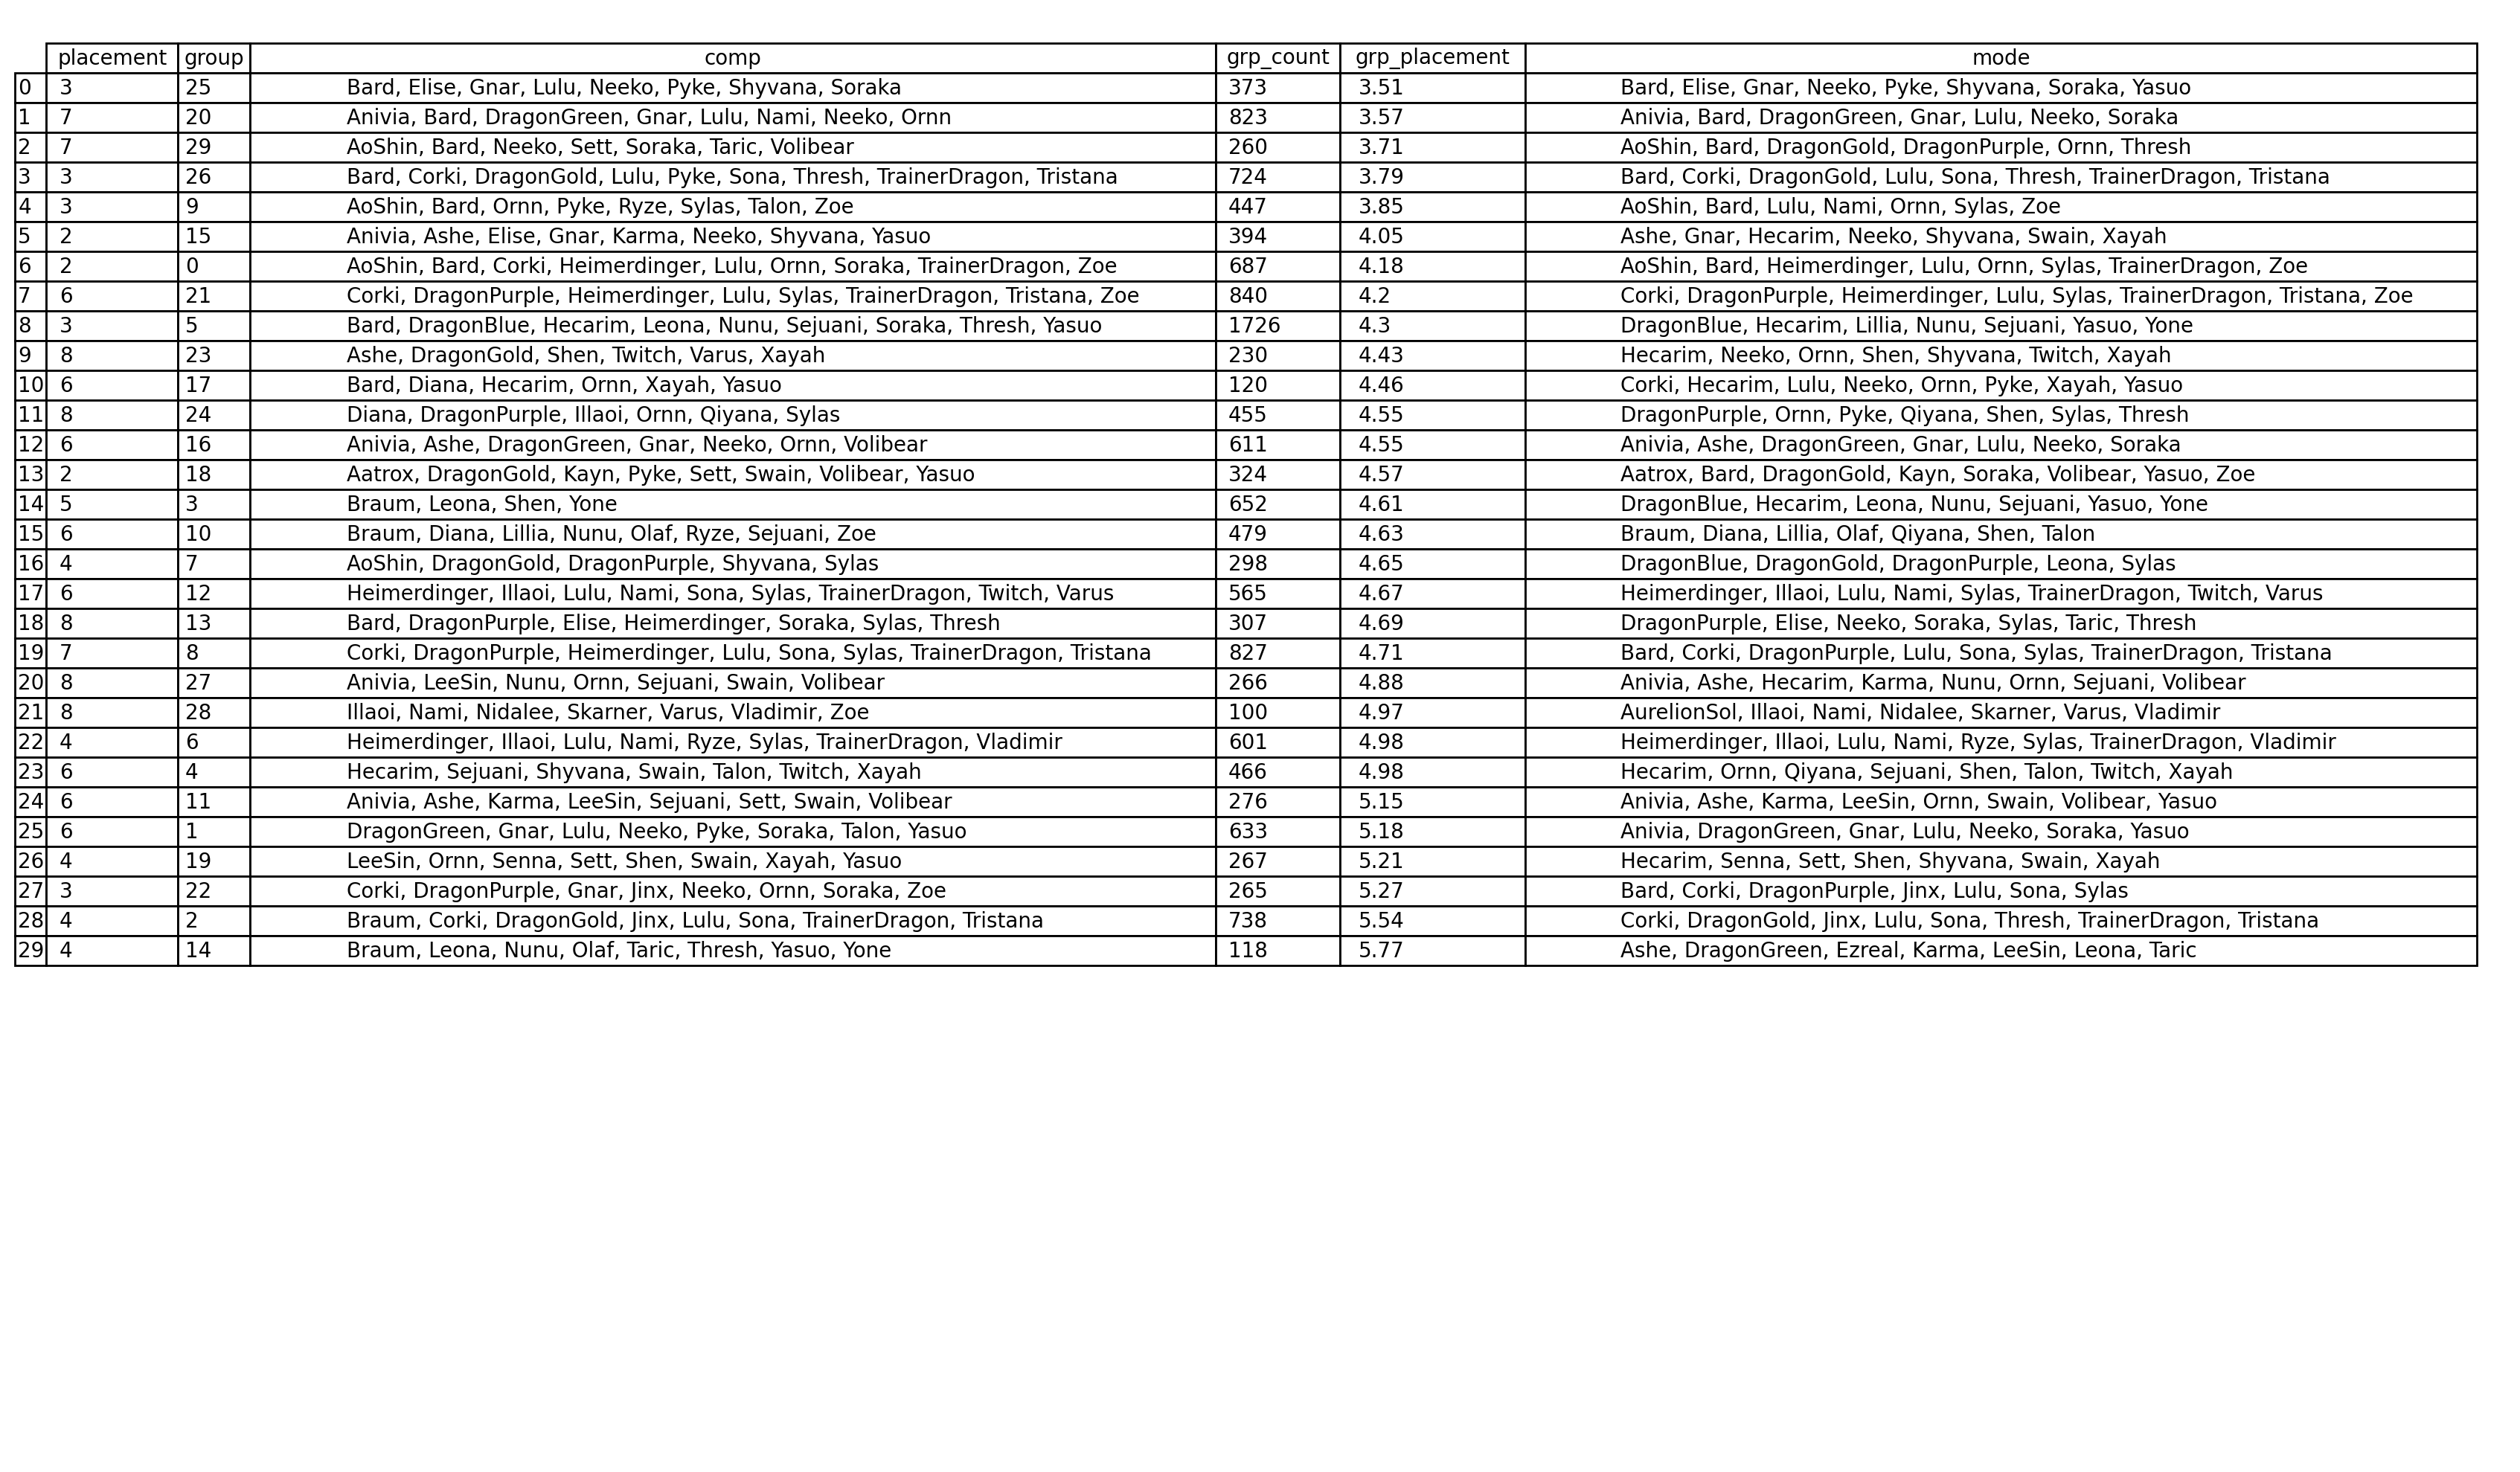 placement group comp grp_count grp_placement mode
0 3 25 Bard, Elise, Gnar, Lulu, Neeko, Pyke, Shyvana, Soraka 373 3.51 Bard, Elise, Gnar, Neeko, Pyke, Shyvana, Soraka, Yasuo
1 7 20 Anivia, Bard, DragonGreen, Gnar, Lulu, Nami, Neeko, Ornn 823 3.57 Anivia, Bard, DragonGreen, Gnar, Lulu, Neeko, Soraka
2 7 29 AoShin, Bard, Neeko, Sett, Soraka, Taric, Volibear 260 3.71 AoShin, Bard, DragonGold, DragonPurple, Ornn, Thresh
3 3 26 Bard, Corki, DragonGold, Lulu, Pyke, Sona, Thresh, TrainerDragon, Tristana 724 3.79 Bard, Corki, DragonGold, Lulu, Sona, Thresh, TrainerDragon, Tristana
4 3 9 AoShin, Bard, Ornn, Pyke, Ryze, Sylas, Talon, Zoe 447 3.85 AoShin, Bard, Lulu, Nami, Ornn, Sylas, Zoe
5 2 15 Anivia, Ashe, Elise, Gnar, Karma, Neeko, Shyvana, Yasuo 394 4.05 Ashe, Gnar, Hecarim, Neeko, Shyvana, Swain, Xayah
6 2 0 AoShin, Bard, Corki, Heimerdinger, Lulu, Ornn, Soraka, TrainerDragon, Zoe 687 4.18 AoShin, Bard, Heimerdinger, Lulu, Ornn, Sylas, TrainerDragon, Zoe
7 6 21 Corki, DragonPurple, Heimerdinger, Lulu, Sylas, TrainerDragon, Tristana, Zoe 840 4.2 Corki, DragonPurple, Heimerdinger, Lulu, Sylas, TrainerDragon, Tristana, Zoe
8 3 5 Bard, DragonBlue, Hecarim, Leona, Nunu, Sejuani, Soraka, Thresh, Yasuo 1726 4.3 DragonBlue, Hecarim, Lillia, Nunu, Sejuani, Yasuo, Yone
9 8 23 Ashe, DragonGold, Shen, Twitch, Varus, Xayah 230 4.43 Hecarim, Neeko, Ornn, Shen, Shyvana, Twitch, Xayah
10 6 17 Bard, Diana, Hecarim, Ornn, Xayah, Yasuo 120 4.46 Corki, Hecarim, Lulu, Neeko, Ornn, Pyke, Xayah, Yasuo
11 8 24 Diana, DragonPurple, Illaoi, Ornn, Qiyana, Sylas 455 4.55 DragonPurple, Ornn, Pyke, Qiyana, Shen, Sylas, Thresh
12 6 16 Anivia, Ashe, DragonGreen, Gnar, Neeko, Ornn, Volibear 611 4.55 Anivia, Ashe, DragonGreen, Gnar, Lulu, Neeko, Soraka
13 2 18 Aatrox, DragonGold, Kayn, Pyke, Sett, Swain, Volibear, Yasuo 324 4.57 Aatrox, Bard, DragonGold, Kayn, Soraka, Volibear, Yasuo, Zoe
14 5 3 Braum, Leona, Shen, Yone 652 4.61 DragonBlue, Hecarim, Leona, Nunu, Sejuani, Yasuo, Yone
15 6 10 Braum, Diana, Lillia, Nunu, Olaf, Ryze, Sejuani, Zoe 479 4.63 Braum, Diana, Lillia, Olaf, Qiyana, Shen, Talon
16 4 7 AoShin, DragonGold, DragonPurple, Shyvana, Sylas 298 4.65 DragonBlue, DragonGold, DragonPurple, Leona, Sylas
17 6 12 Heimerdinger, Illaoi, Lulu, Nami, Sona, Sylas, TrainerDragon, Twitch, Varus 565 4.67 Heimerdinger, Illaoi, Lulu, Nami, Sylas, TrainerDragon, Twitch, Varus
18 8 13 Bard, DragonPurple, Elise, Heimerdinger, Soraka, Sylas, Thresh 307 4.69 DragonPurple, Elise, Neeko, Soraka, Sylas, Taric, Thresh
19 7 8 Corki, DragonPurple, Heimerdinger, Lulu, Sona, Sylas, TrainerDragon, Tristana 827 4.71 Bard, Corki, DragonPurple, Lulu, Sona, Sylas, TrainerDragon, Tristana
20 8 27 Anivia, LeeSin, Nunu, Ornn, Sejuani, Swain, Volibear 266 4.88 Anivia, Ashe, Hecarim, Karma, Nunu, Ornn, Sejuani, Volibear
21 8 28 Illaoi, Nami, Nidalee, Skarner, Varus, Vladimir, Zoe 100 4.97 AurelionSol, Illaoi, Nami, Nidalee, Skarner, Varus, Vladimir
22 4 6 Heimerdinger, Illaoi, Lulu, Nami, Ryze, Sylas, TrainerDragon, Vladimir 601 4.98 Heimerdinger, Illaoi, Lulu, Nami, Ryze, Sylas, TrainerDragon, Vladimir
23 6 4 Hecarim, Sejuani, Shyvana, Swain, Talon, Twitch, Xayah 466 4.98 Hecarim, Ornn, Qiyana, Sejuani, Shen, Talon, Twitch, Xayah
24 6 11 Anivia, Ashe, Karma, LeeSin, Sejuani, Sett, Swain, Volibear 276 5.15 Anivia, Ashe, Karma, LeeSin, Ornn, Swain, Volibear, Yasuo
25 6 1 DragonGreen, Gnar, Lulu, Neeko, Pyke, Soraka, Talon, Yasuo 633 5.18 Anivia, DragonGreen, Gnar, Lulu, Neeko, Soraka, Yasuo
26 4 19 LeeSin, Ornn, Senna, Sett, Shen, Swain, Xayah, Yasuo 267 5.21 Hecarim, Senna, Sett, Shen, Shyvana, Swain, Xayah
27 3 22 Corki, DragonPurple, Gnar, Jinx, Neeko, Ornn, Soraka, Zoe 265 5.27 Bard, Corki, DragonPurple, Jinx, Lulu, Sona, Sylas
28 4 2 Braum, Corki, DragonGold, Jinx, Lulu, Sona, TrainerDragon, Tristana 738 5.54 Corki, DragonGold, Jinx, Lulu, Sona, Thresh, TrainerDragon, Tristana
29 4 14 Braum, Leona, Nunu, Olaf, Taric, Thresh, Yasuo, Yone 118 5.77 Ashe, DragonGreen, Ezreal, Karma, LeeSin, Leona, Taric